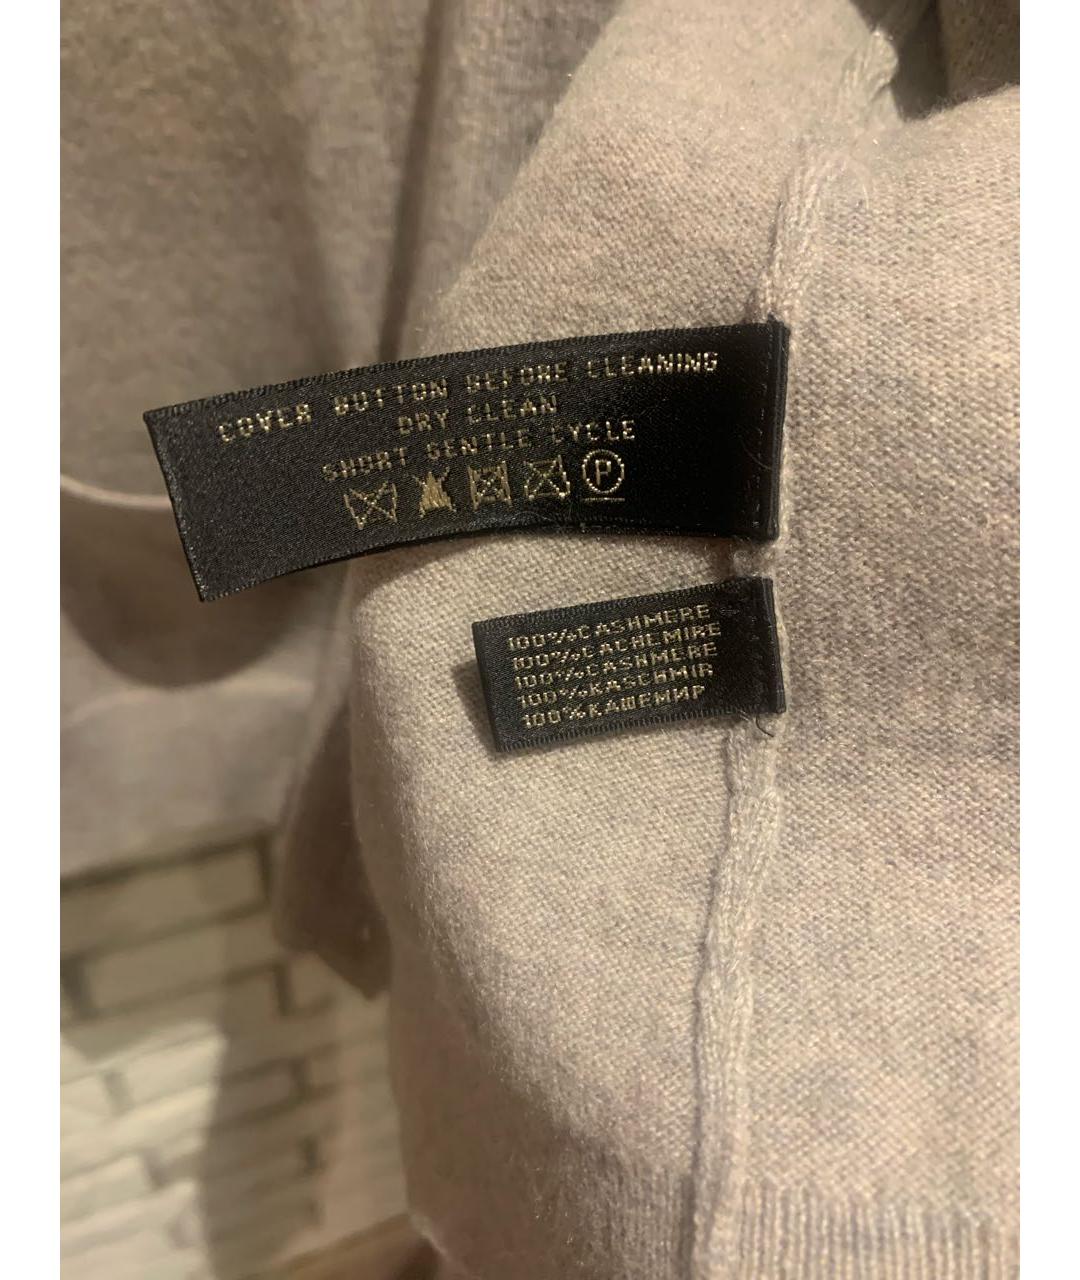 COVER BUTTON BEFORE CLEANING
DRY CLEAN
SHORT GENTLE CYCLE
P
100%CASHMERE
100%CACHEMIRE
100%CASHMERE
100%KASCHMIR
100%КАШЕМИР